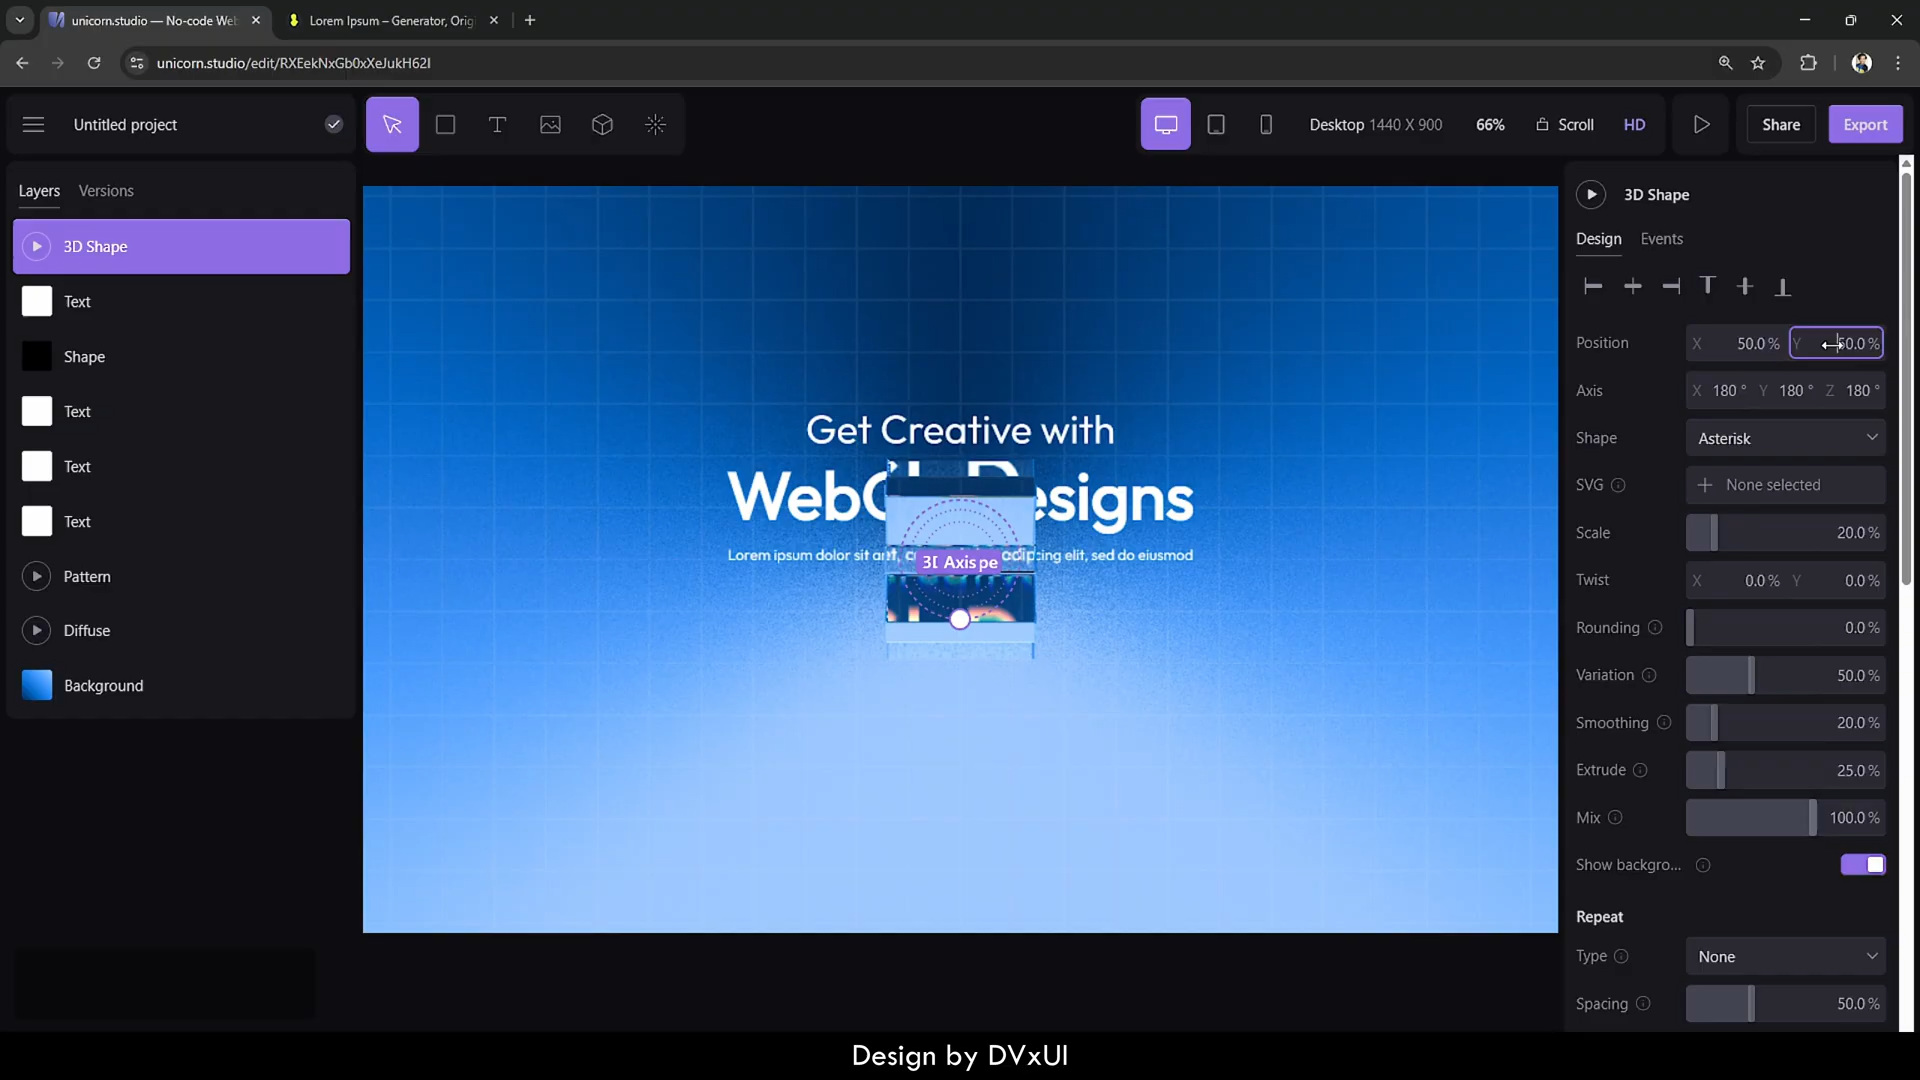 unicorn.studio — No-code Web
Lorem Ipsum – Generator, Orig
unicorn.studio/edit/RXEekNxGb0xXeJukH62I
Untitled project
Desktop 1440 X 900
66%
Scroll
HD
Share
Export
Layers
Versions
3D Shape
Text
Shape
Text
Text
Text
Pattern
Diffuse
Background
Get Creative with
Lorem ipsum dolor sit
cing elit, sed do eiusmod
Axis
3D Shape
Design
Events
Position
X 50.0 %
Y
Axis
X 180 ° Y 180 ° Z 180 °
Shape
Asterisk
SVG
None selected
Scale
20.0 %
Twist
X 0.0 % Y 0.0 %
Rounding
0.0 %
Variation
50.0 %
Smoothing
20.0 %
Extrude
25.0 %
Mix
100.0 %
Show backgro...
Repeat
Type
None
Spacing
50.0 %
Design by DVxUI